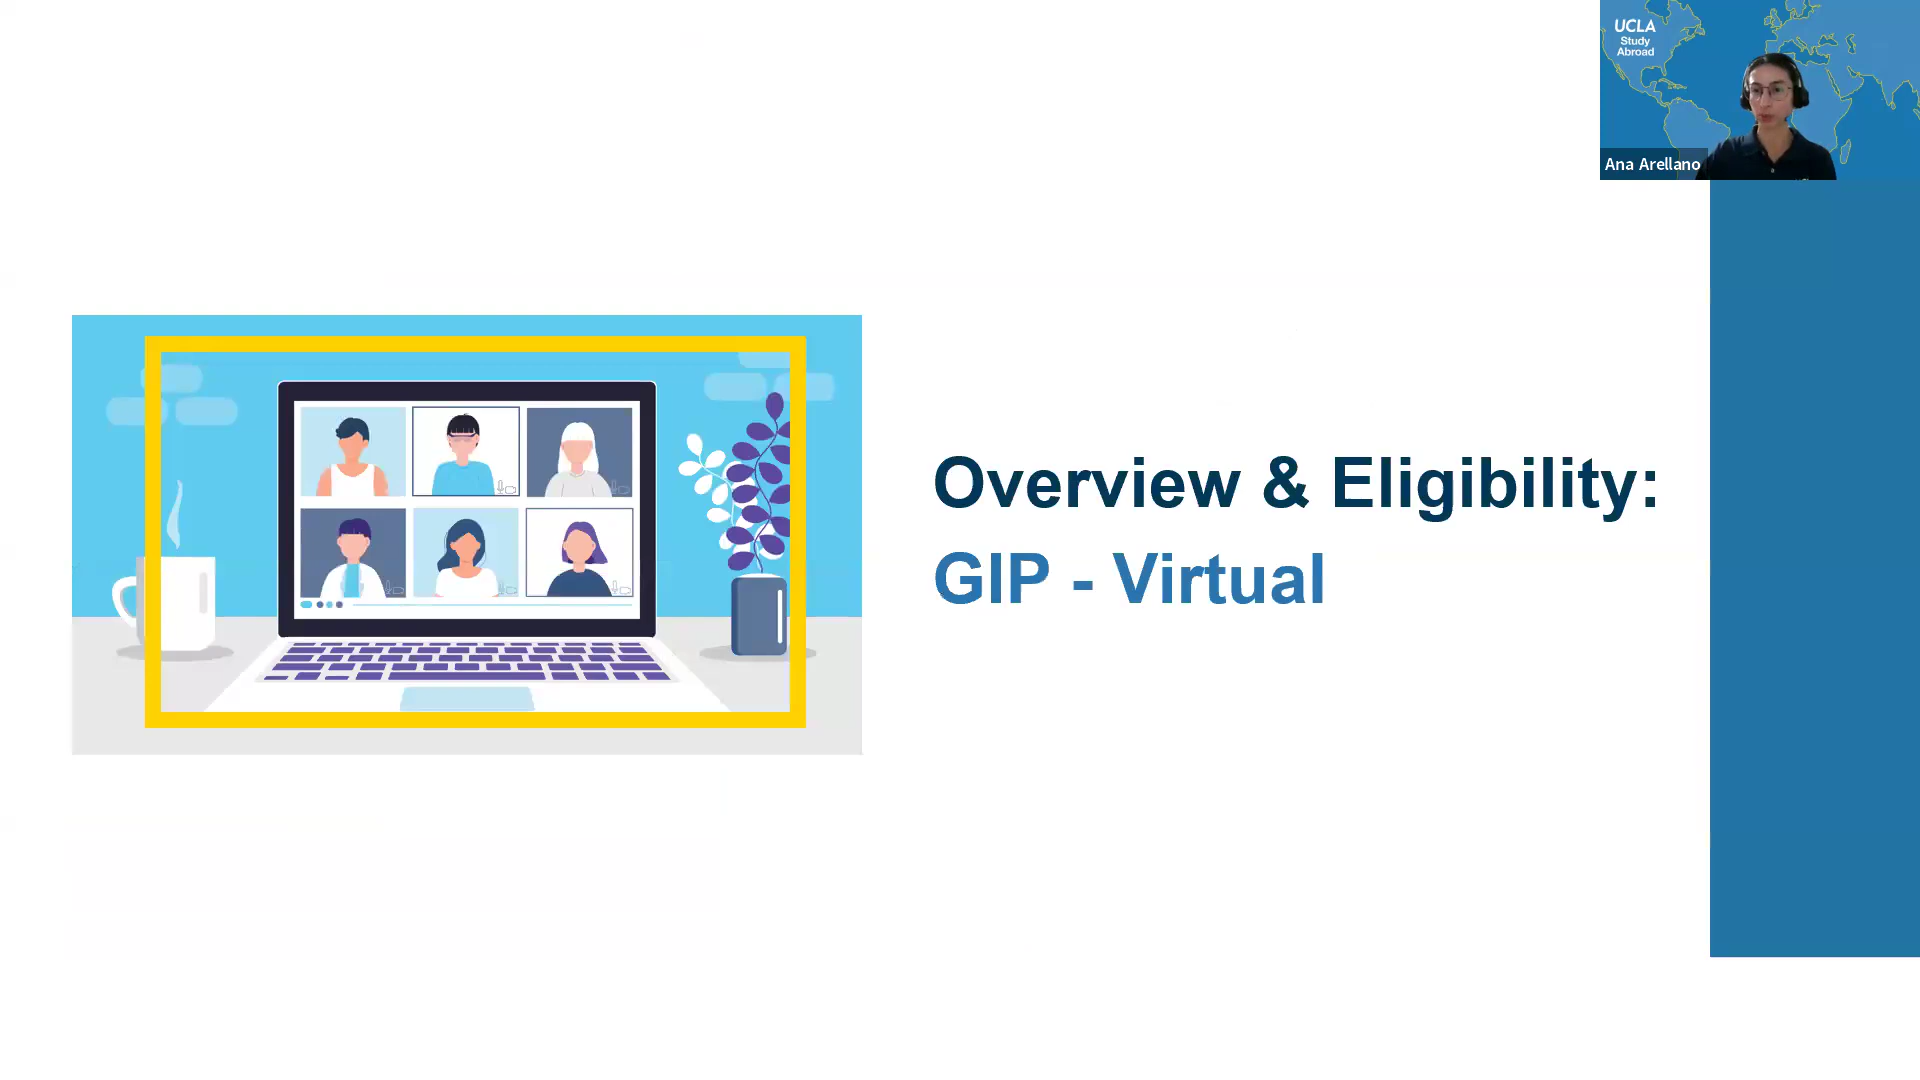 UCLA
Study
Abroad
Ana Arellano
Overview & Eligibility:
GIP - Virtual